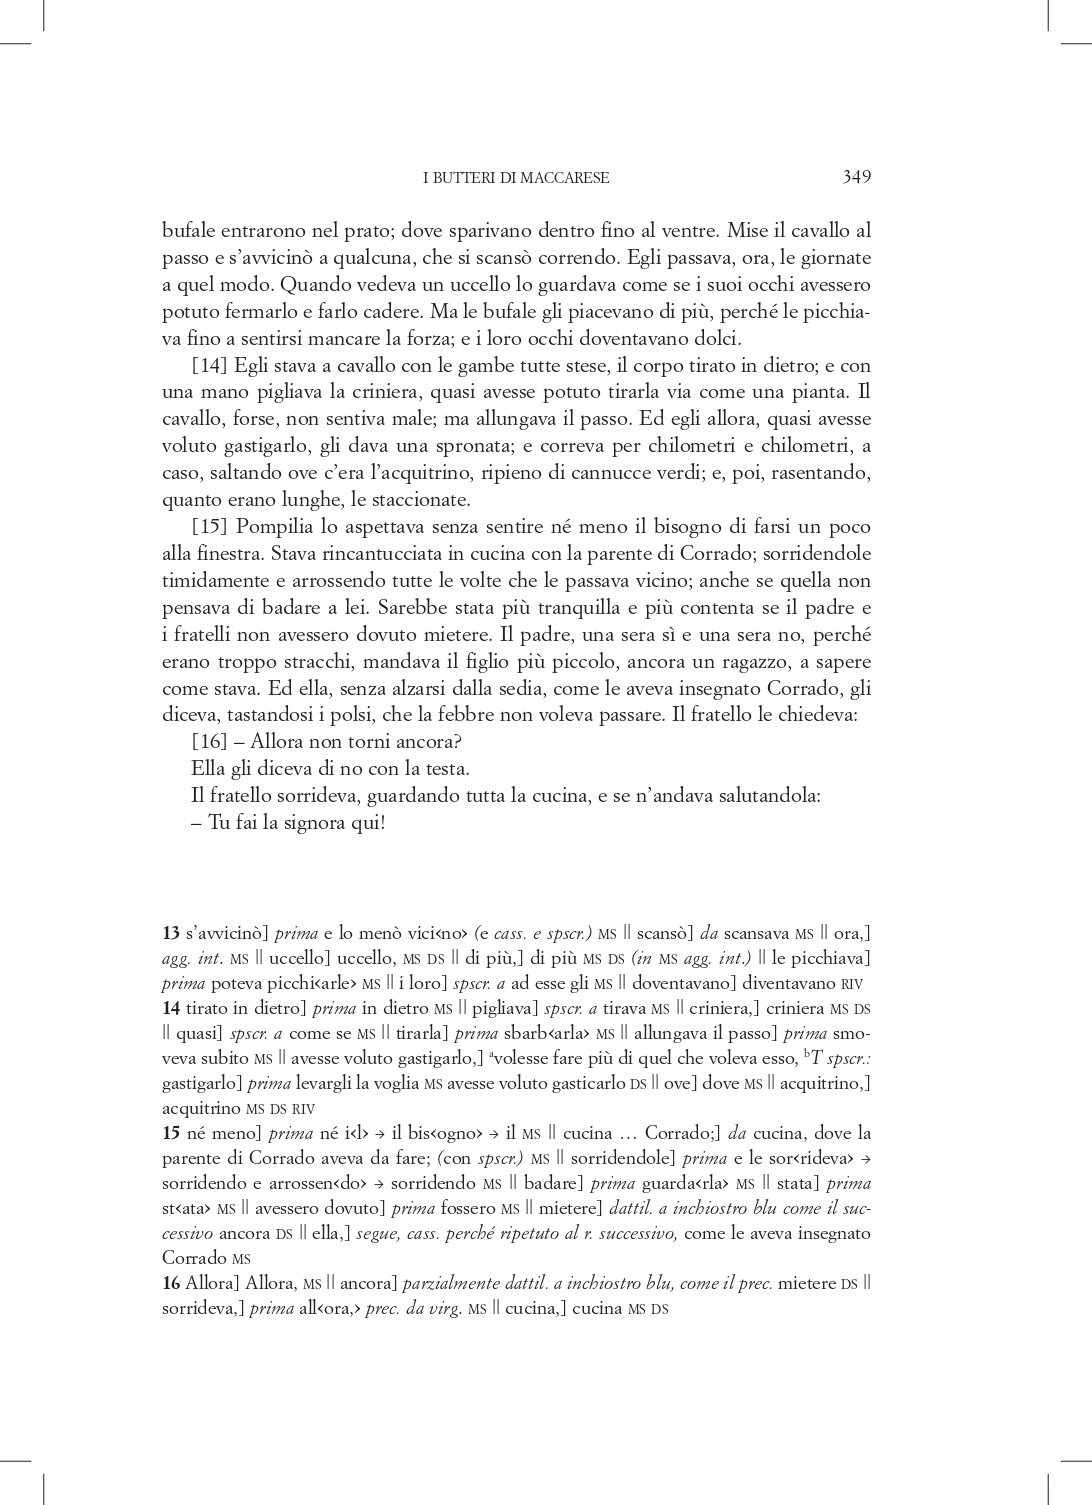 I BUTTERI DI MACCARESE 349
bufale entrarono nel prato; dove sparivano dentro fino al ventre. Mise il cavallo al
passo e s’avvicinò a qualcuna, che si scansò correndo. Egli passava, ora, le giornate
a quel modo. Quando vedeva un uccello lo guardava come se i suoi occhi avessero
potuto fermarlo e farlo cadere. Ma le bufale gli piacevano di più, perché le picchia-
va fino a sentirsi mancare la forza; e i loro occhi doventavano dolci.
[14] Egli stava a cavallo con le gambe tutte stese, il corpo tirato in dietro; e con
una mano pigliava la criniera, quasi avesse potuto tirarla via come una pianta. Il
cavallo, forse, non sentiva male; ma allungava il passo. Ed egli allora, quasi avesse
voluto gastigarlo, gli dava una spronata; e correva per chilometri e chilometri, a
caso, saltando ove c’era l’acquitrino, ripieno di cannucce verdi; e, poi, rasentando,
quanto erano lunghe, le staccionate.
[15] Pompilia lo aspettava senza sentire né meno il bisogno di farsi un poco
alla finestra. Stava rincantucciata in cucina con la parente di Corrado; sorridendole
timidamente e arrossendo tutte le volte che le passava vicino; anche se quella non
pensava di badare a lei. Sarebbe stata più tranquilla e più contenta se il padre e
i fratelli non avessero dovuto mietere. Il padre, una sera sì e una sera no, perché
erano troppo stracchi, mandava il figlio più piccolo, ancora un ragazzo, a sapere
come stava. Ed ella, senza alzarsi dalla sedia, come le aveva insegnato Corrado, gli
diceva, tastandosi i polsi, che la febbre non voleva passare. Il fratello le chiedeva:
[16] – Allora non torni ancora?
Ella gli diceva di no con la testa.
Il fratello sorrideva, guardando tutta la cucina, e se n’andava salutandola:
– Tu fai la signora qui!
13 s’avvicinò] prima e lo menò vici‹no› (e cass. e spscr.) MS || scansò] da scansava MS || ora,]
agg. int. MS || uccello] uccello, MS DS || di più,] di più MS DS (in MS agg. int.) || le picchiava]
prima poteva picchi‹arle› MS || i loro] spscr. a ad esse gli MS || doventavano] diventavano RIV
14 tirato in dietro] prima in dietro MS || pigliava] spscr. a tirava MS || criniera,] criniera MS DS
|| quasi] spscr. a come se MS || tirarla] prima sbarb‹arla› MS || allungava il passo] prima smo-
veva subito MS || avesse voluto gastigarlo,] ᵃvolesse fare più di quel che voleva esso, ᵇT spscr.:
gastigarlo] prima levargli la voglia MS avesse voluto gasticarlo DS || ove] dove MS || acquitrino,]
acquitrino MS DS RIV
15 né meno] prima né i‹l› → il bis‹ogno› → il MS || cucina … Corrado;] da cucina, dove la
parente di Corrado aveva da fare; (con spscr.) MS || sorridendole] prima e le sor‹rideva› →
sorridendo e arrossen‹do› → sorridendo MS || badare] prima guarda‹rla› MS || stata] prima
st‹ata› MS || avessero dovuto] prima fossero MS || mietere] dattil. a inchiostro blu come il suc-
cessivo ancora DS || ella,] segue, cass. perché ripetuto al r. successivo, come le aveva insegnato
Corrado MS
16 Allora] Allora, MS || ancora] parzialmente dattil. a inchiostro blu, come il prec. mietere DS ||
sorrideva,] prima all‹ora,› prec. da virg. MS || cucina,] cucina MS DS